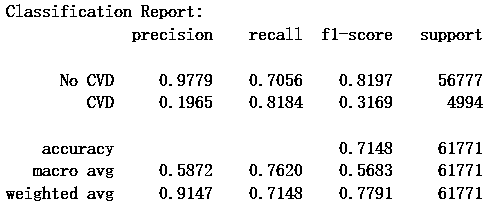 Classification Report:
precision recall f1-score support
No CVD 0.9779 0.7056 0.8197 56777
CVD 0.1965 0.8184 0.3169 4994
accuracy 0.7148 61771
macro avg 0.5872 0.7620 0.5683 61771
weighted avg 0.9147 0.7148 0.7791 61771